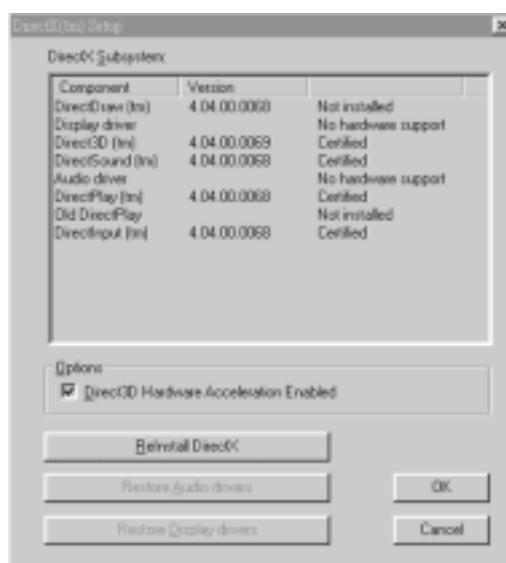 Direct3D(tm) Setup
DirectX Subsystem:
Component Version
DirectDraw (tm) 4.04.00.0068 Not installed
Display driver No hardware support
Direct3D (tm) 4.04.00.0069 Certified
DirectSound (tm) 4.04.00.0068 Certified
Audio driver No hardware support
DirectPlay (tm) 4.04.00.0068 Certified
Old DirectPlay Not installed
DirectInput (tm) 4.04.00.0068 Certified
Options
Direct3D Hardware Acceleration Enabled
ReInstall DirectX
Restore Audio drivers
OK
Restore Display drivers
Cancel